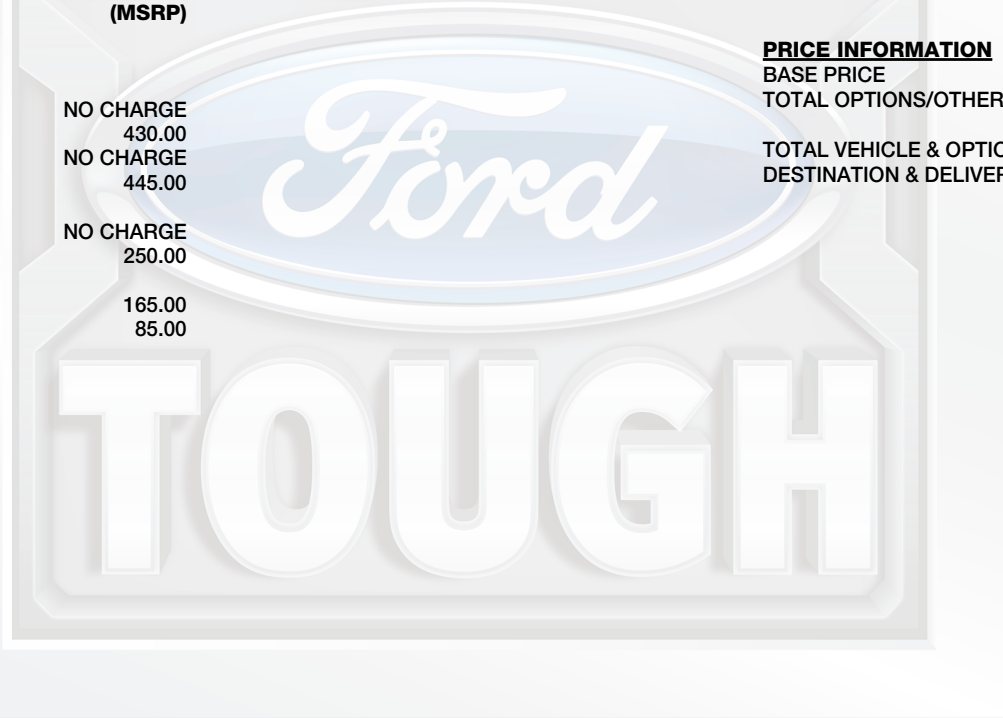 (MSRP)
NO CHARGE
430.00
NO CHARGE
445.00
NO CHARGE
250.00
165.00
85.00
PRICE INFORMATION
BASE PRICE
TOTAL OPTIONS/OTHER
TOTAL VEHICLE & OPTIO
DESTINATION & DELIVER
Ford
TOUGH